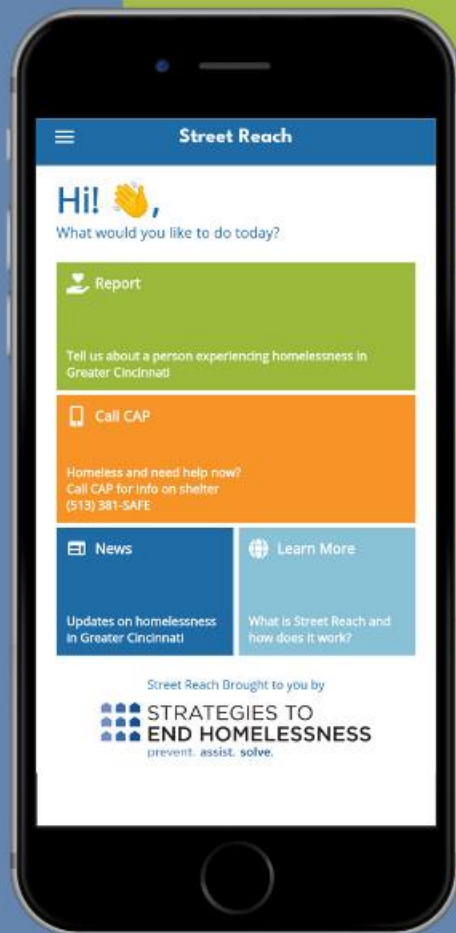 Street Reach
Hi! 👋,
What would you like to do today?
Report
Tell us about a person experiencing homelessness in
Greater Cincinnati
Call CAP
Homeless and need help now?
Call CAP for info on shelter
(513) 381-SAFE
News
Updates on homelessness
in Greater Cincinnati
Learn More
What is Street Reach and
how does it work?
Street Reach Brought to you by
STRATEGIES TO
END HOMELESSNESS
prevent. assist. solve.